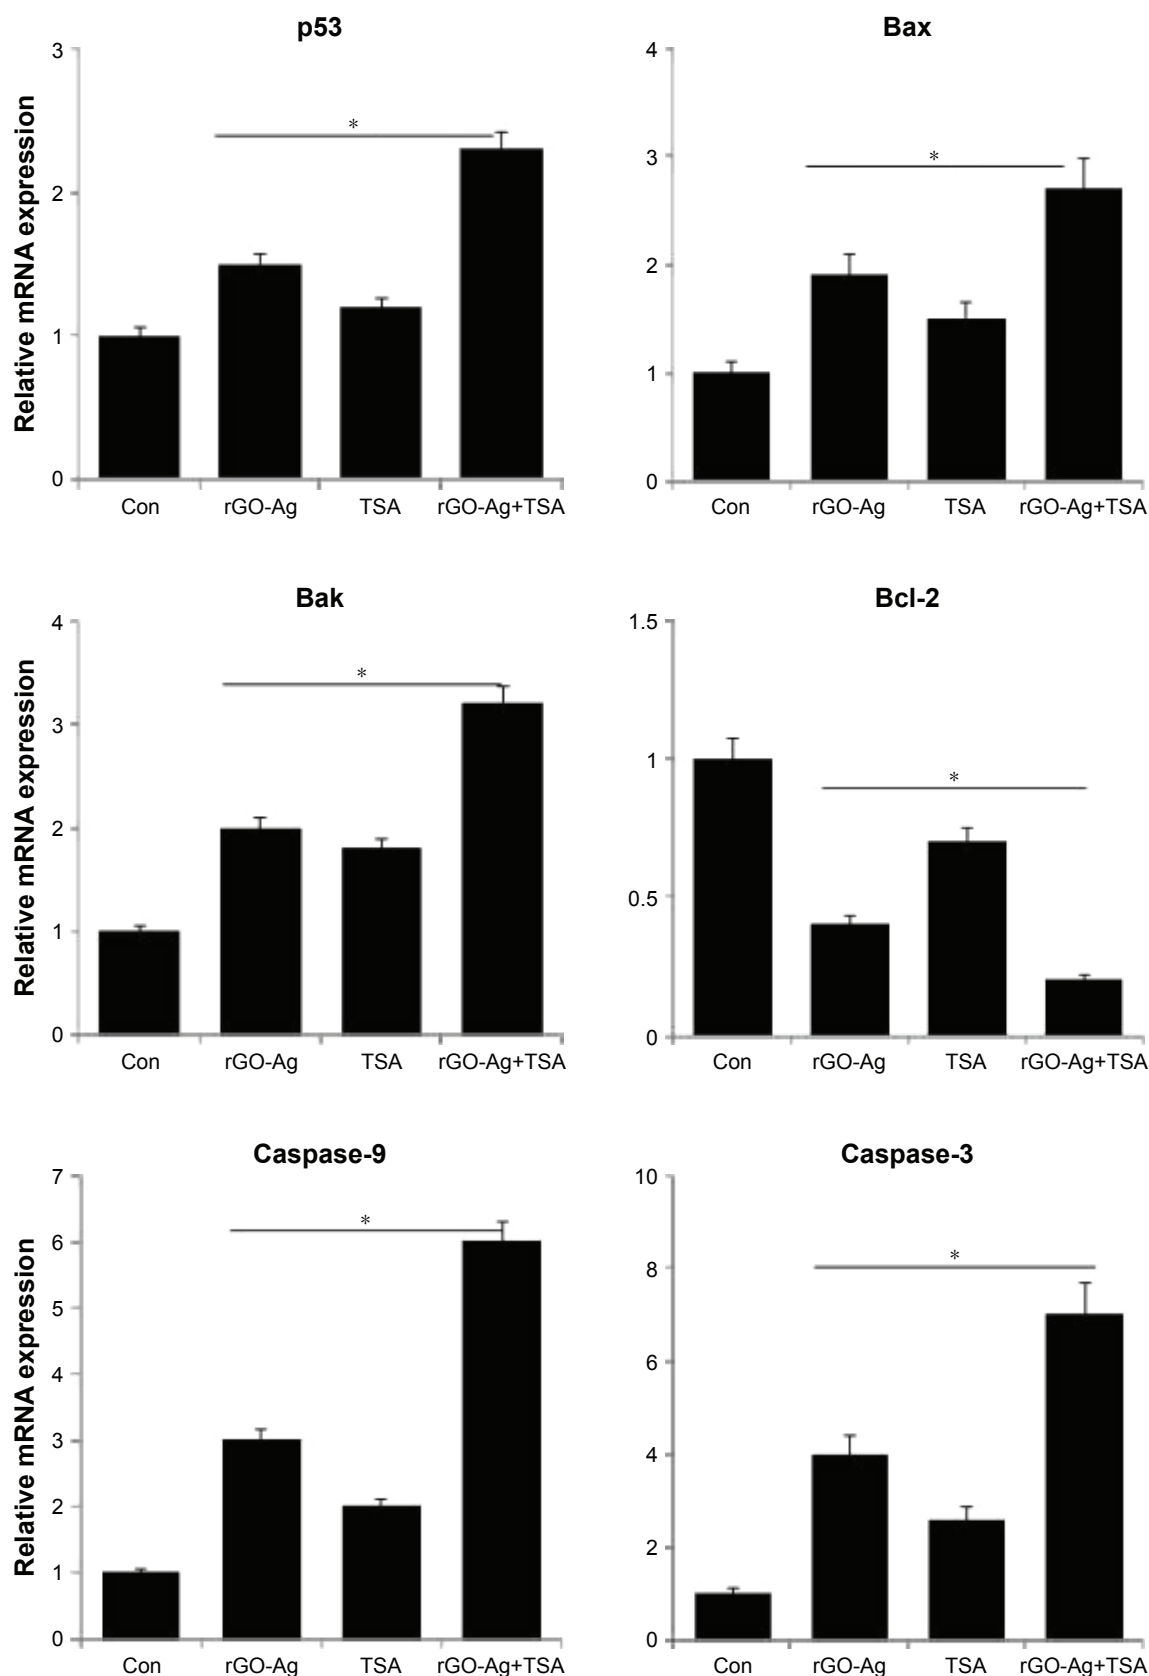 p53
Relative mRNA expression
3
2
1
0
*
Con rGO-Ag TSA rGO-Ag+TSA
Bax
4
3
2
1
0
*
Con rGO-Ag TSA rGO-Ag+TSA
Bak
Relative mRNA expression
4
3
2
1
0
*
Con rGO-Ag TSA rGO-Ag+TSA
Bcl-2
1.5
1
0.5
0
*
Con rGO-Ag TSA rGO-Ag+TSA
Caspase-9
Relative mRNA expression
7
6
5
4
3
2
1
0
*
Con rGO-Ag TSA rGO-Ag+TSA
Caspase-3
10
8
6
4
2
0
*
Con rGO-Ag TSA rGO-Ag+TSA